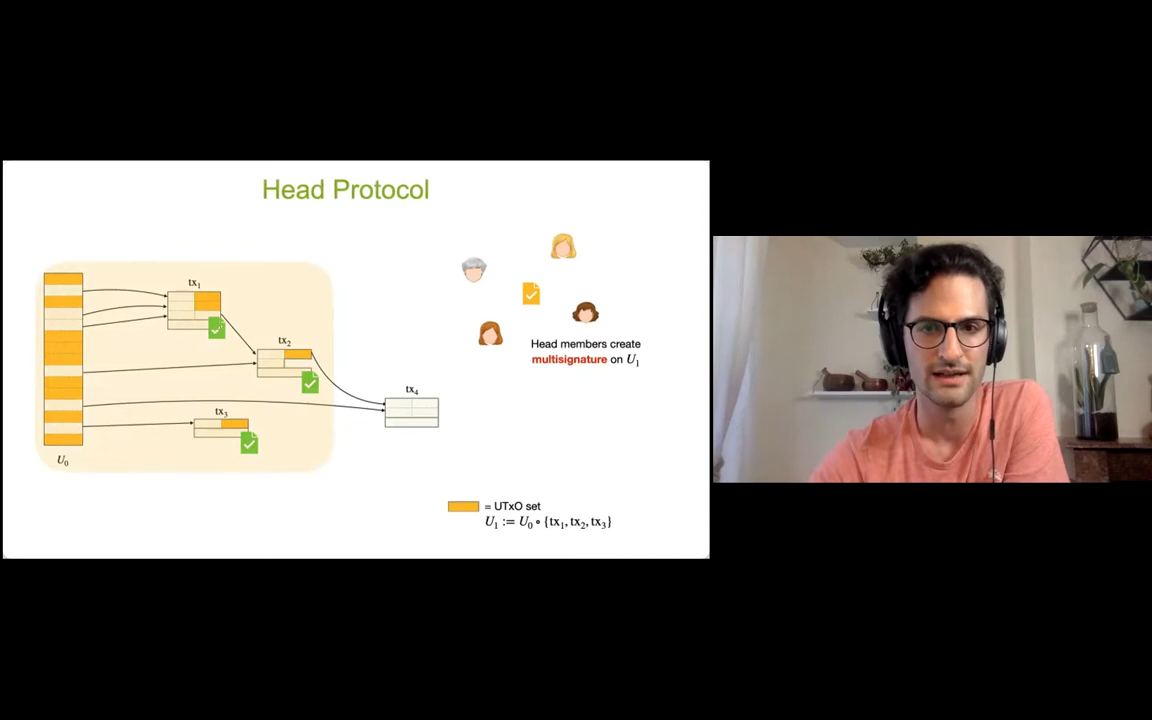 Head Protocol
tx₁
tx₂
tx₃
tx₄
U₀
Head members create
multisignature on U₁
= UTxO set
U₁ := U₀ ∘ {tx₁, tx₂, tx₃}